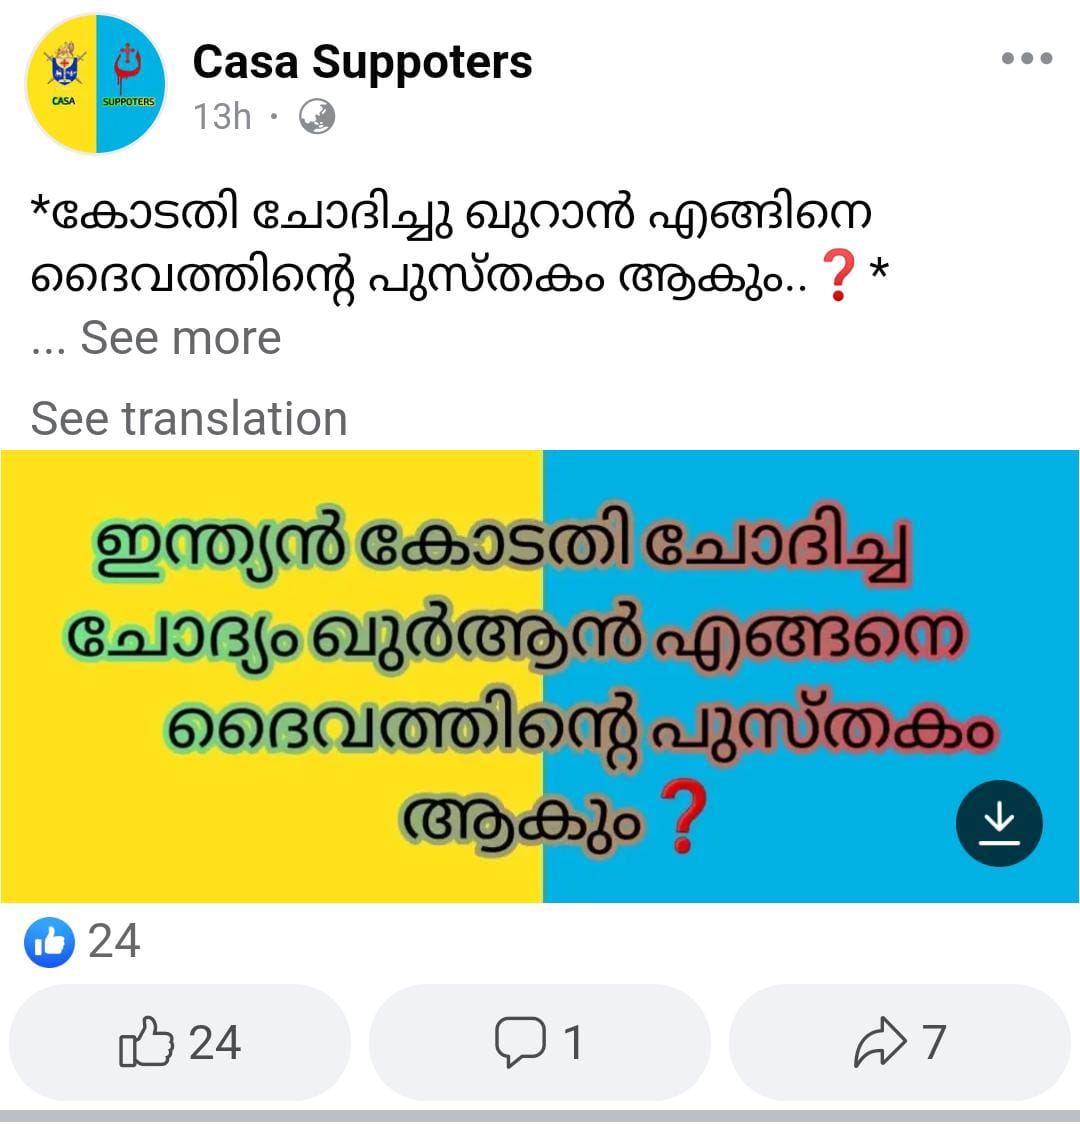 CASA
SUPPOTERS
Casa Suppoters
13h ·
*കോടതി ചോദിച്ചു ഖുറാൻ എങ്ങിനെ
ദൈവത്തിന്റെ പുസ്തകം ആകും..❓*
... See more
See translation
ഇന്ത്യൻ കോടതി ചോദിച്ച
ചോദ്യം ഖുർആൻ എങ്ങനെ
ദൈവത്തിന്റെ പുസ്തകം
ആകും❓
24
24
1
7